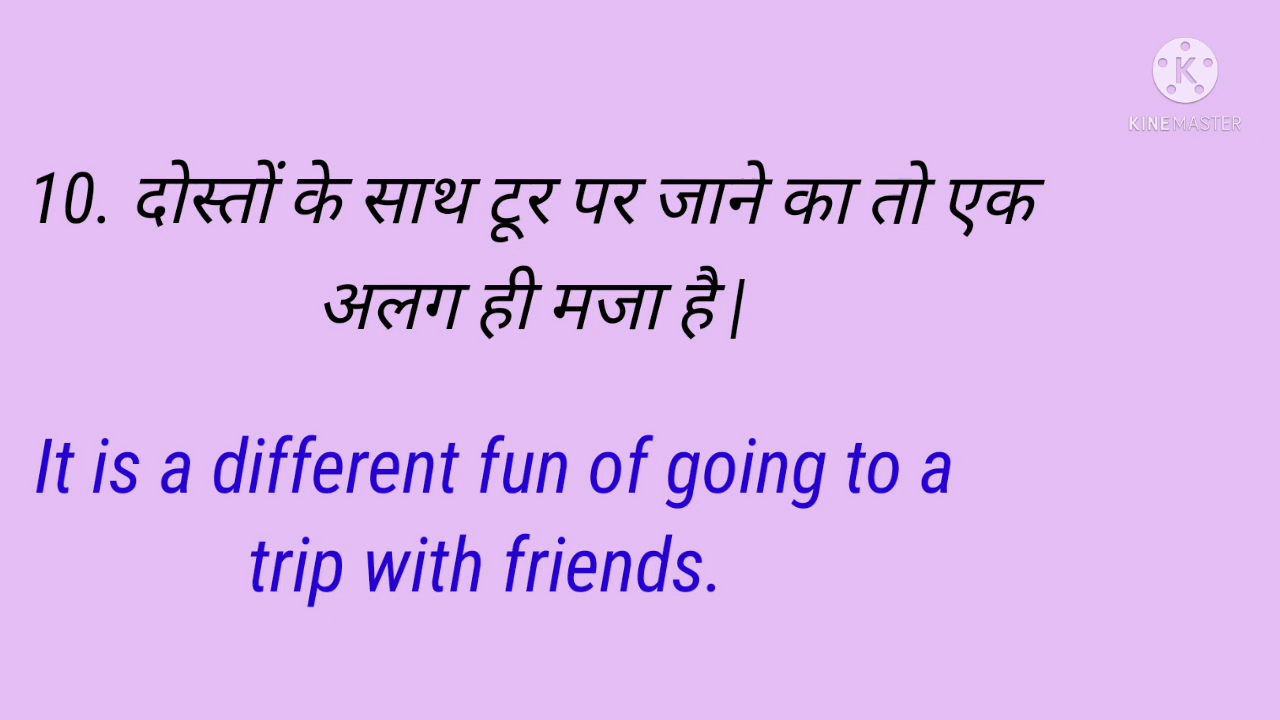 KINEMASTER
10. दोस्तों के साथ टूर पर जाने का तो एक
अलग ही मजा है|
It is a different fun of going to a
trip with friends.